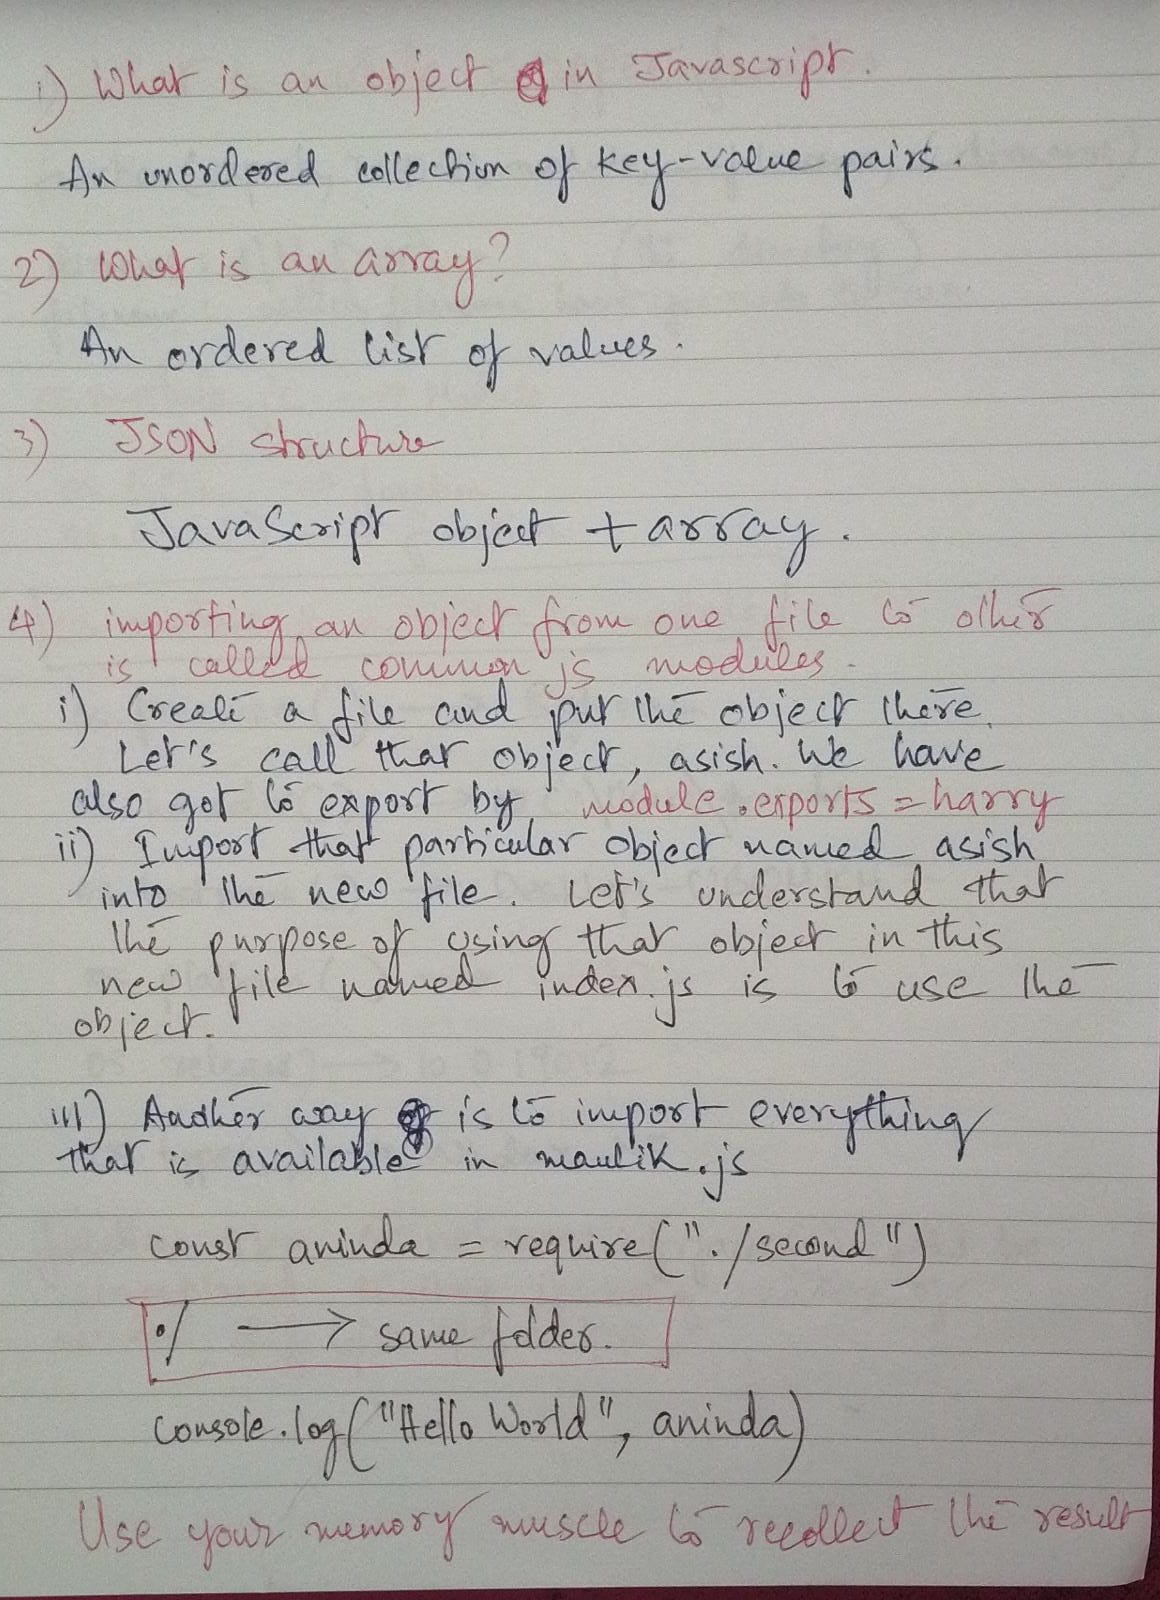 1) What is an object in Javascript.
An unordered collection of key-value pairs.
2) What is an array?
An ordered list of values.
3) JSON structure
JavaScript object + array.
4) importing an object from one file to other
is called common js modules.
i) Create a file and put the object there.
Let's call that object, asish. We have
also got to export by module.exports = harry
ii) Import that particular object named asish
into the new file. Let's understand that
the purpose of using that object in this
new file named index.js is to use the
object.
iii) Another way is to import everything
that is available in maulik.js
const aninda = require("./second")
./ → same folder.
console.log("Hello World", aninda)
Use your memory muscle to recollect the result